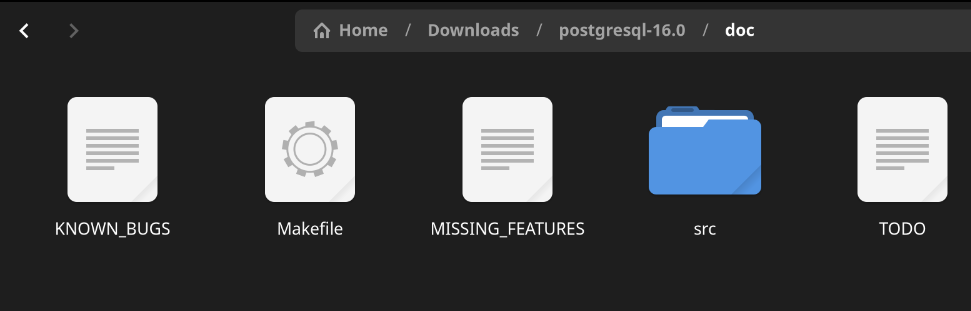 Home / Downloads / postgresql-16.0 / doc
KNOWN_BUGS Makefile MISSING_FEATURES src TODO